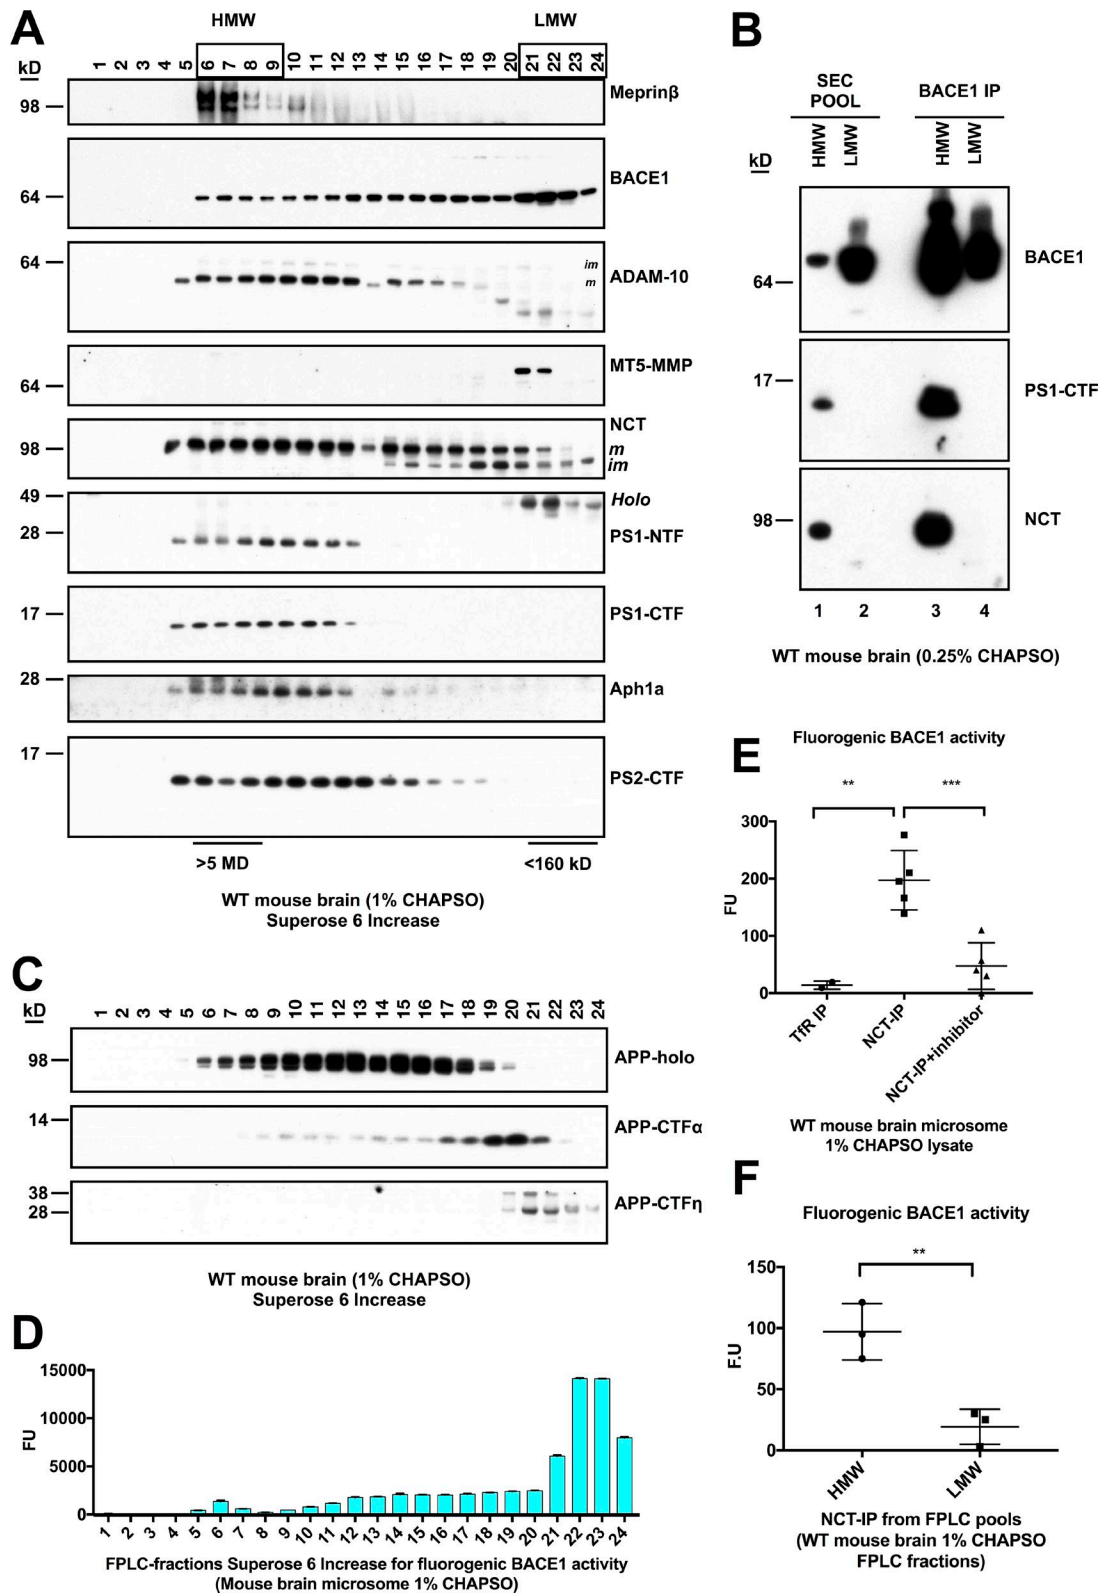 A
HMW
LMW
kD
1 2 3 4 5 6 7 8 9 10 11 12 13 14 15 16 17 18 19 20 21 22 23 24
98
Meprinβ
64
BACE1
64
im
m
ADAM-10
64
MT5-MMP
98
NCT
m
im
49
28
Holo
PS1-NTF
17
PS1-CTF
28
Aph1a
17
PS2-CTF
>5 MD
<160 kD
WT mouse brain (1% CHAPSO)
Superose 6 Increase
B
SEC
POOL
BACE1 IP
HMW LMW HMW LMW
kD
64
BACE1
17
PS1-CTF
98
NCT
1 2 3 4
WT mouse brain (0.25% CHAPSO)
C
kD
1 2 3 4 5 6 7 8 9 10 11 12 13 14 15 16 17 18 19 20 21 22 23 24
98
APP-holo
14
APP-CTFα
38
28
APP-CTFη
WT mouse brain (1% CHAPSO)
Superose 6 Increase
D
15000
10000
5000
0
FU
1 2 3 4 5 6 7 8 9 10 11 12 13 14 15 16 17 18 19 20 21 22 23 24
FPLC-fractions Superose 6 Increase for fluorogenic BACE1 activity
(Mouse brain microsome 1% CHAPSO)
E
Fluorogenic BACE1 activity
** ***
300
200
100
0
FU
TfR IP
NCT-IP
NCT-IP+inhibitor
WT mouse brain microsome
1% CHAPSO lysate
F
Fluorogenic BACE1 activity
**
150
100
50
0
F.U
HMW
LMW
NCT-IP from FPLC pools
(WT mouse brain 1% CHAPSO
FPLC fractions)